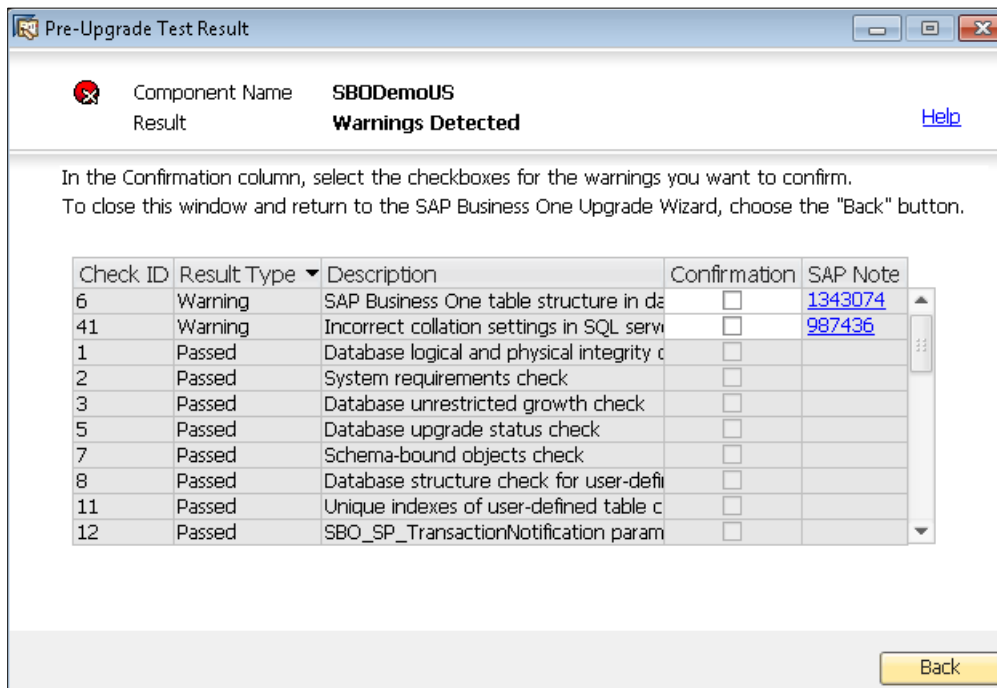 Pre-Upgrade Test Result
Component Name SBODemoUS
Result Warnings Detected
Help
In the Confirmation column, select the checkboxes for the warnings you want to confirm.
To close this window and return to the SAP Business One Upgrade Wizard, choose the "Back" button.
Check ID Result Type Description Confirmation SAP Note
6 Warning SAP Business One table structure in da 1343074
41 Warning Incorrect collation settings in SQL serv 987436
1 Passed Database logical and physical integrity c
2 Passed System requirements check
3 Passed Database unrestricted growth check
5 Passed Database upgrade status check
7 Passed Schema-bound objects check
8 Passed Database structure check for user-defi
11 Passed Unique indexes of user-defined table c
12 Passed SBO_SP_TransactionNotification param
Back